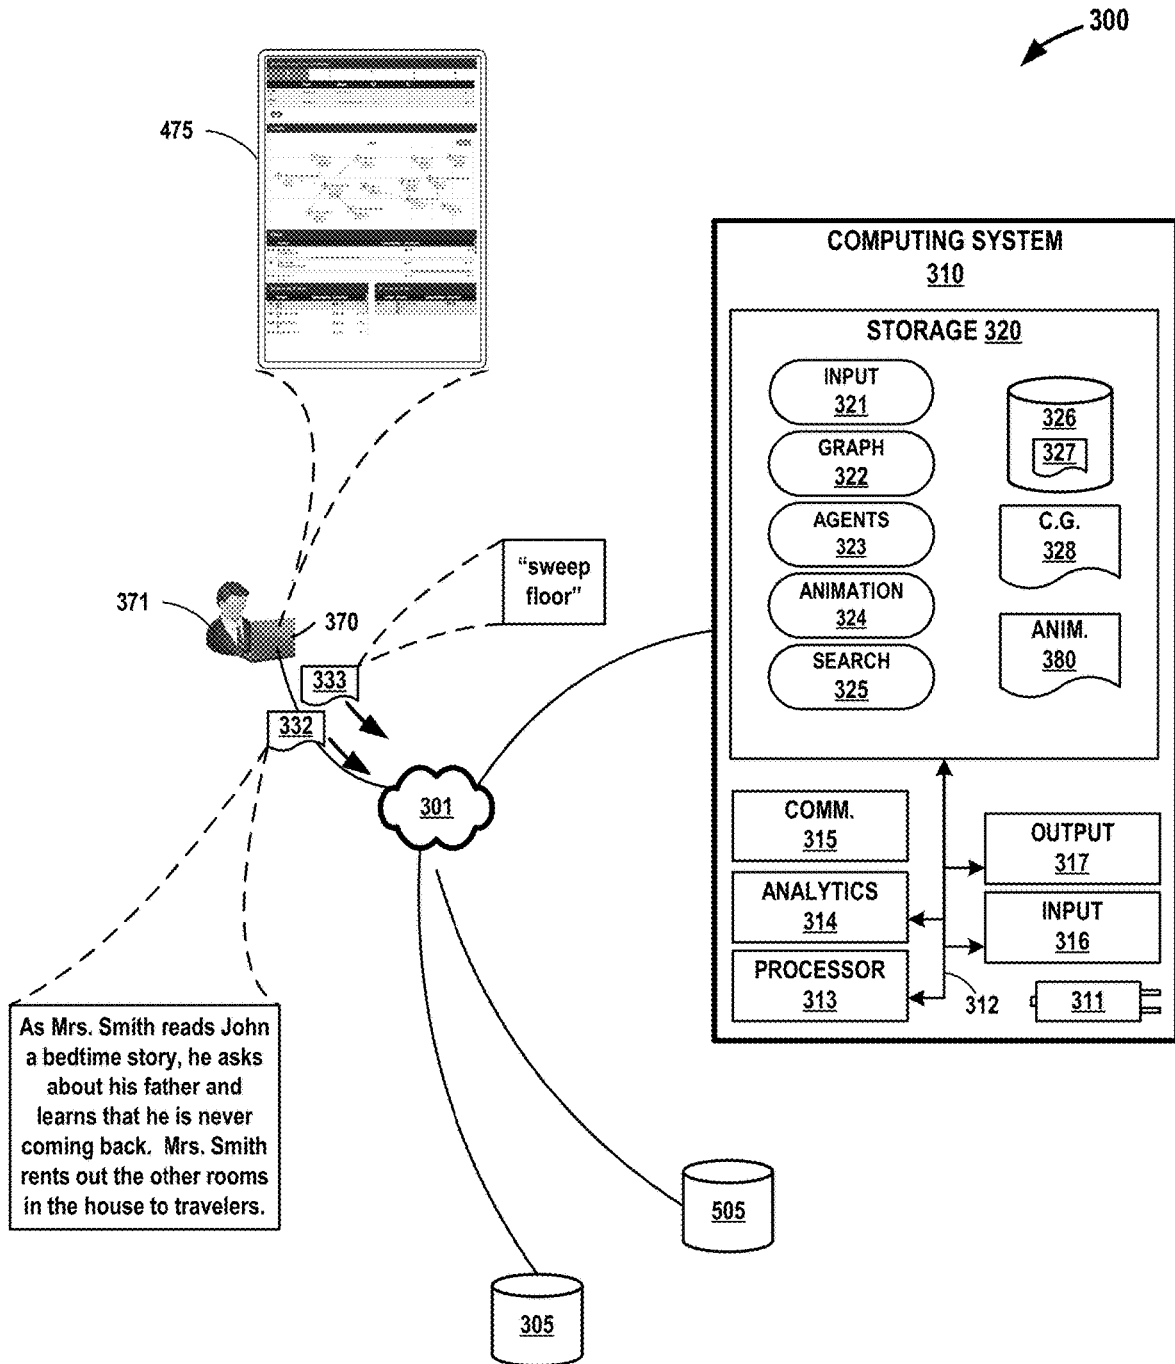 300
475
COMPUTING SYSTEM
310
STORAGE 320
INPUT
321
GRAPH
322
AGENTS
323
ANIMATION
324
SEARCH
325
326
327
C.G.
328
ANIM.
380
"sweep
floor"
371
370
333
332
301
COMM.
315
ANALYTICS
314
PROCESSOR
313
OUTPUT
317
INPUT
316
312
311
As Mrs. Smith reads John
a bedtime story, he asks
about his father and
learns that he is never
coming back.  Mrs. Smith
rents out the other rooms
in the house to travelers.
505
305